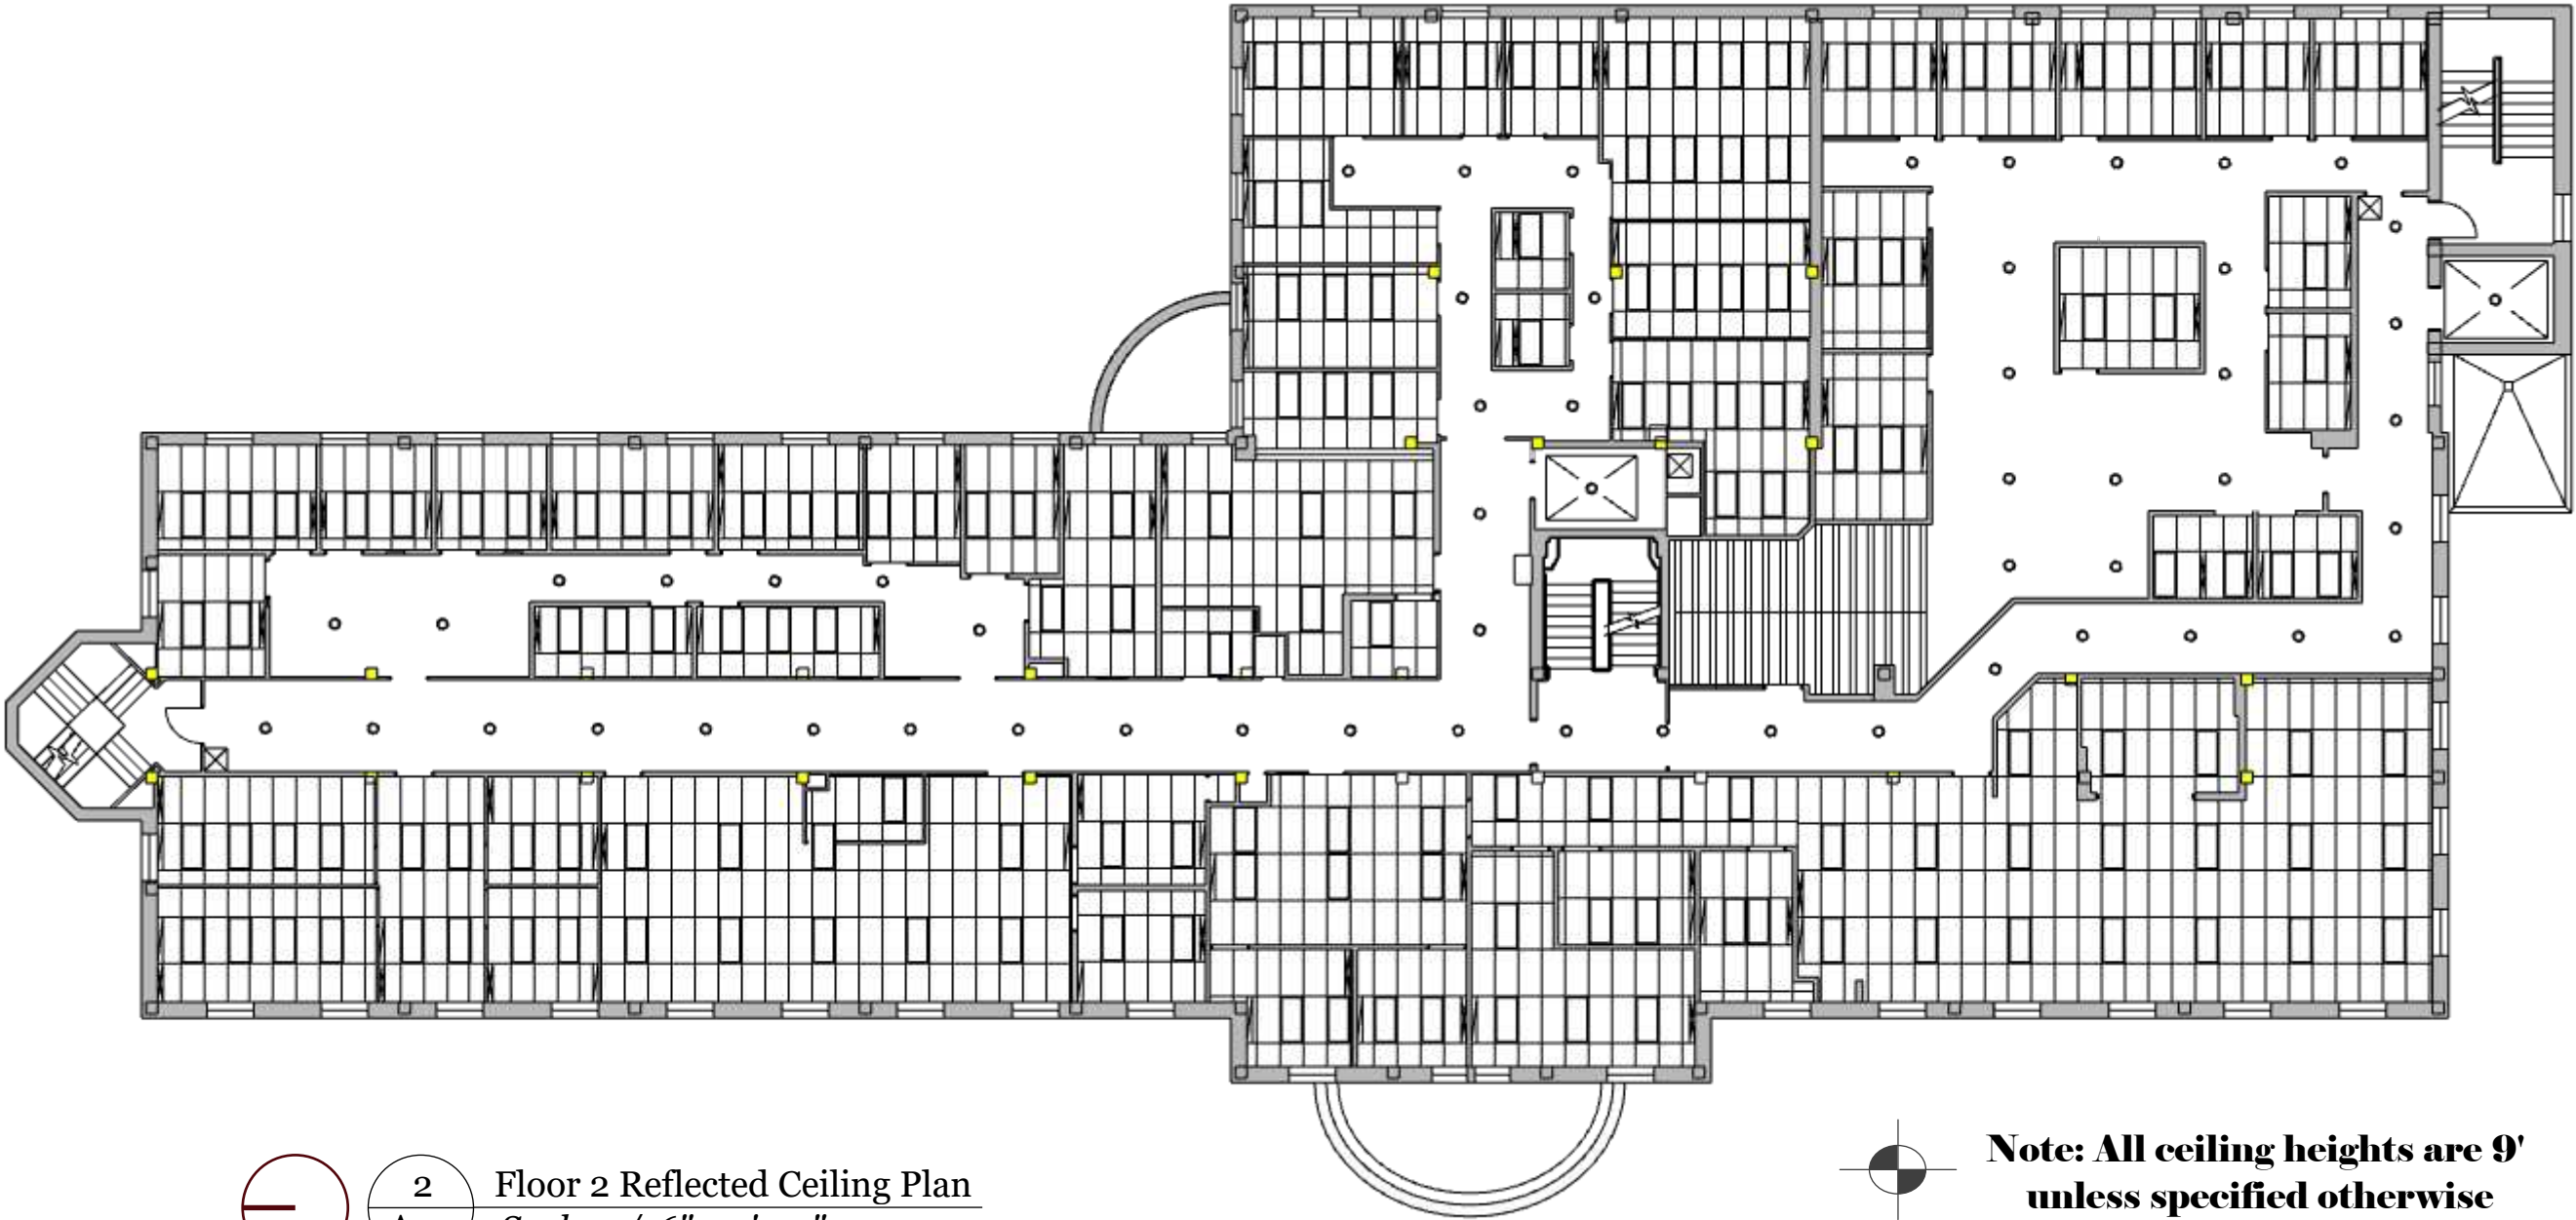 2
Floor 2 Reflected Ceiling Plan
Note: All ceiling heights are 9'
unless specified otherwise